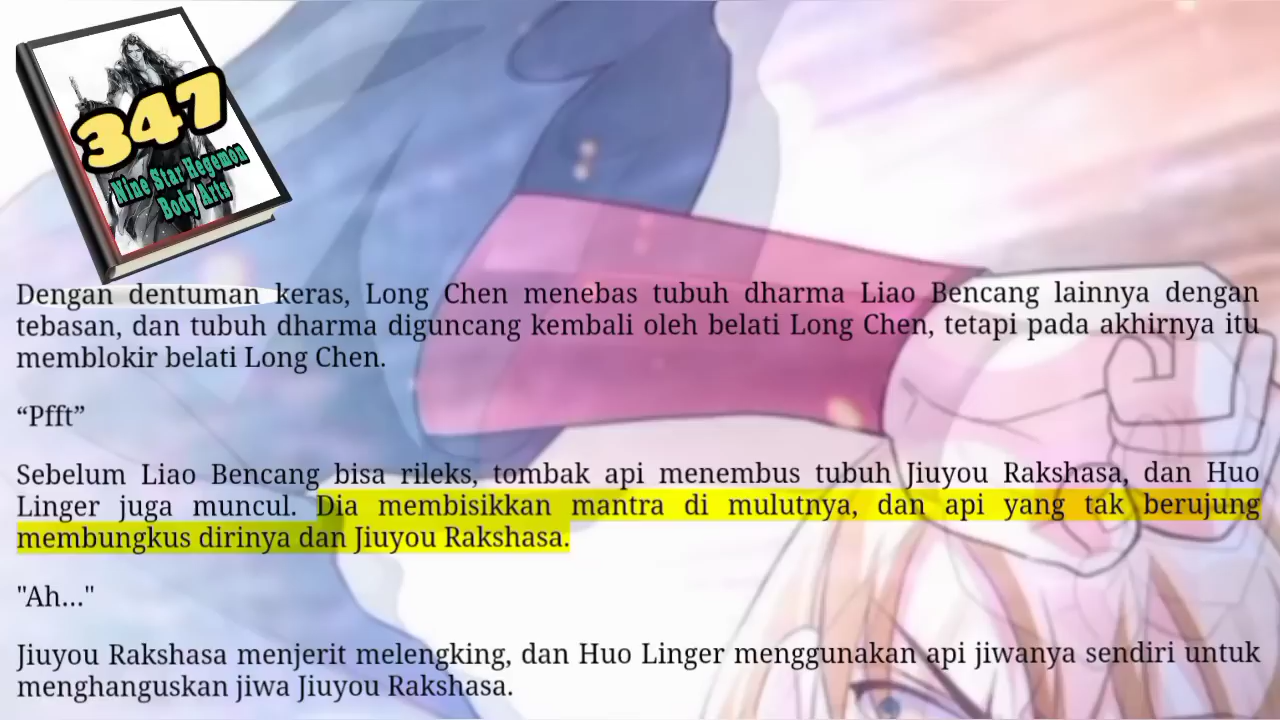 347
Nine Star Hegemon
Body Arts
Dengan dentuman keras, Long Chen menebas tubuh dharma Liao Bencang lainnya dengan
tebasan, dan tubuh dharma diguncang kembali oleh belati Long Chen, tetapi pada akhirnya itu
memblokir belati Long Chen.
“Pfft”
Sebelum Liao Bencang bisa rileks, tombak api menembus tubuh Jiuyou Rakshasa, dan Huo
Linger juga muncul. Dia membisikkan mantra di mulutnya, dan api yang tak berujung
membungkus dirinya dan Jiuyou Rakshasa.
"Ah..."
Jiuyou Rakshasa menjerit melengking, dan Huo Linger menggunakan api jiwanya sendiri untuk
menghanguskan jiwa Jiuyou Rakshasa.